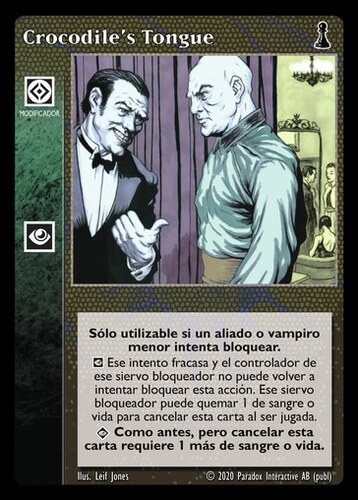 Crocodile's Tongue
MODIFICADOR
Sólo utilizable si un aliado o vampiro
menor intenta bloquear.
Ese intento fracasa y el controlador de
ese siervo bloqueador no puede volver a
intentar bloquear esta acción. Ese siervo
bloqueador puede quemar 1 de sangre o
vida para cancelar esta carta al ser jugada.
Como antes, pero cancelar esta
carta requiere 1 más de sangre o vida.
Ilus. Leif Jones
© 2020 Paradox Interactive AB (publ)